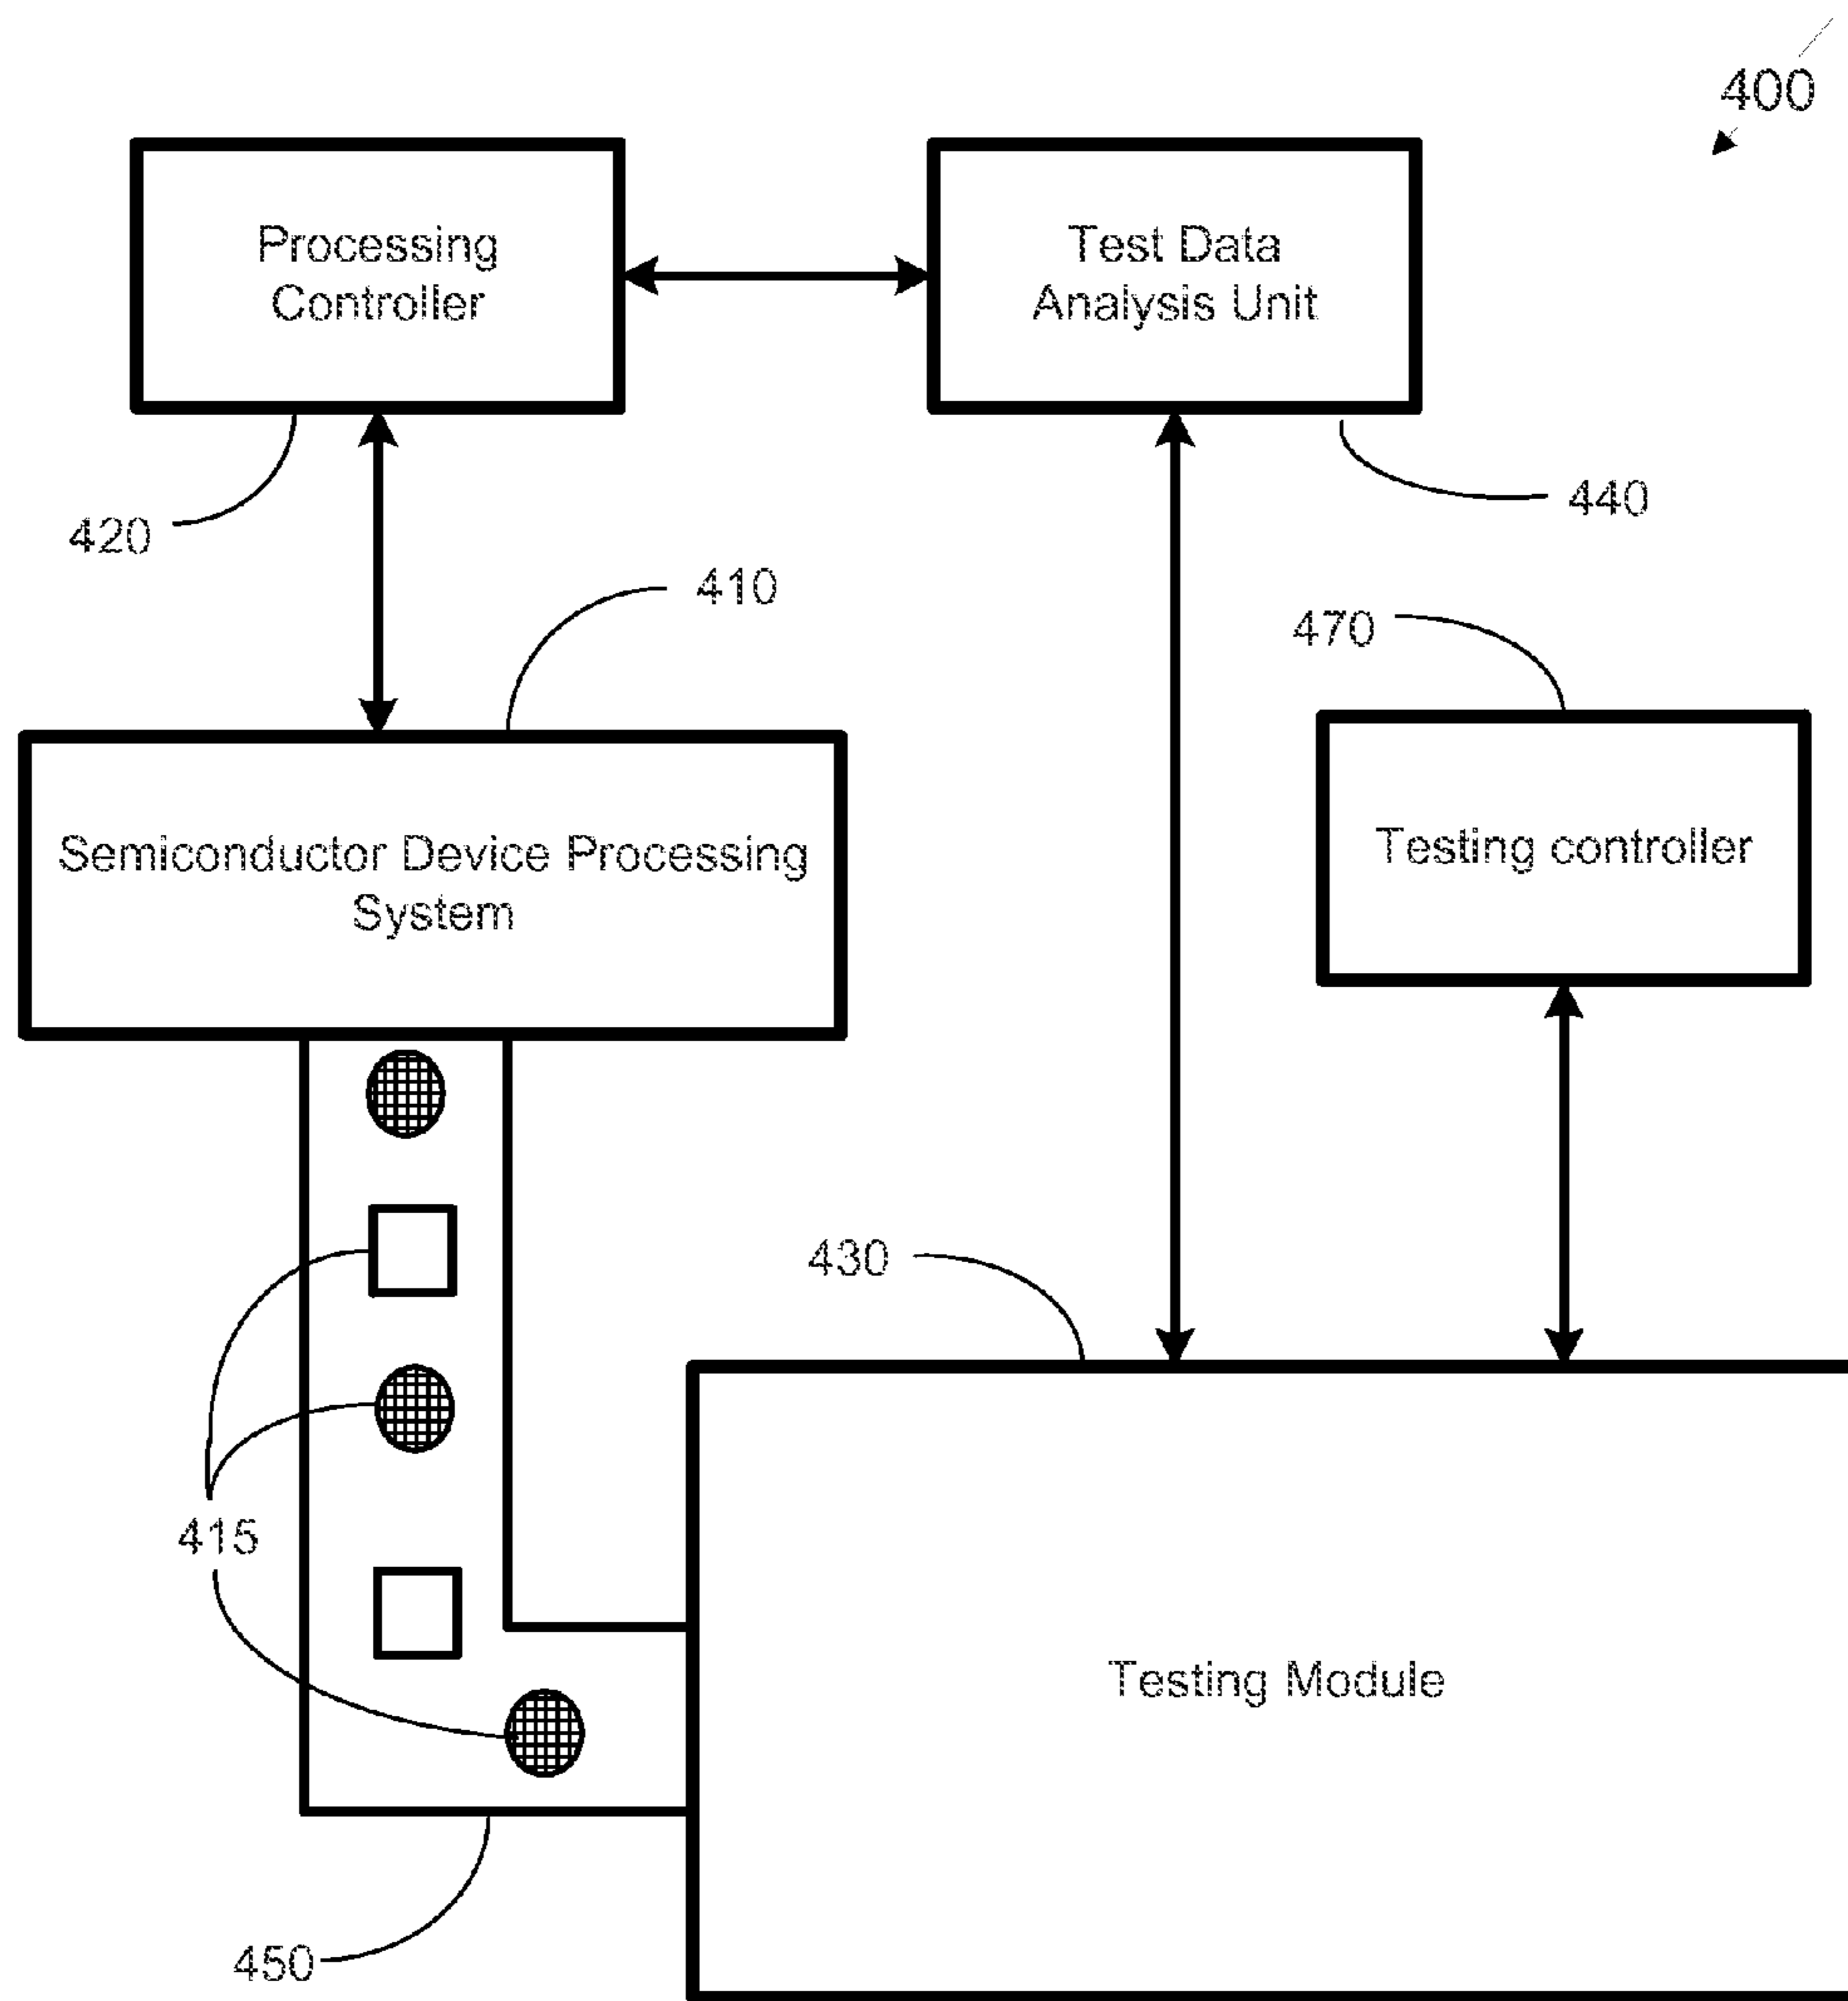 400
Processing
Controller
Test Data
Analysis Unit
420
440
410
470
Semiconductor Device Processing
System
Testing controller
430
415
Testing Module
450